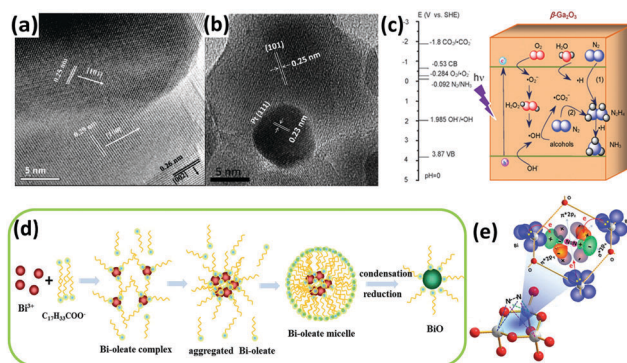 (a)
0.25 nm
[101]
0.29 nm
0.36 nm
5 nm
(b)
[101]
0.25 nm
Pt (111)
0.23 nm
5 nm
(c)
E (V vs. SHE)
-3
-2
-1
0
1
2
3
4
5
-1.8 CO₂/•CO₂⁻
-0.53 CB
-0.284 O₂/•O₂⁻
-0.092 N₂/NH₃
1.985 OH⁻/•OH
3.87 VB
pH=0
hν
β-Ga₂O₃
O₂
H₂O
N₂
•O₂⁻
•H
(1)
H₂O₂
•CO₂⁻
N₂H₄
(2)
•OH
N₂
•H
alcohols
NH₃
OH⁻
(d)
Bi³⁺
+
C₁₇H₃₃COO⁻
Bi-oleate complex
aggregated Bi-oleate
Bi-oleate micelle
condensation
reduction
BiO
(e)
O
Bi
O
N
N